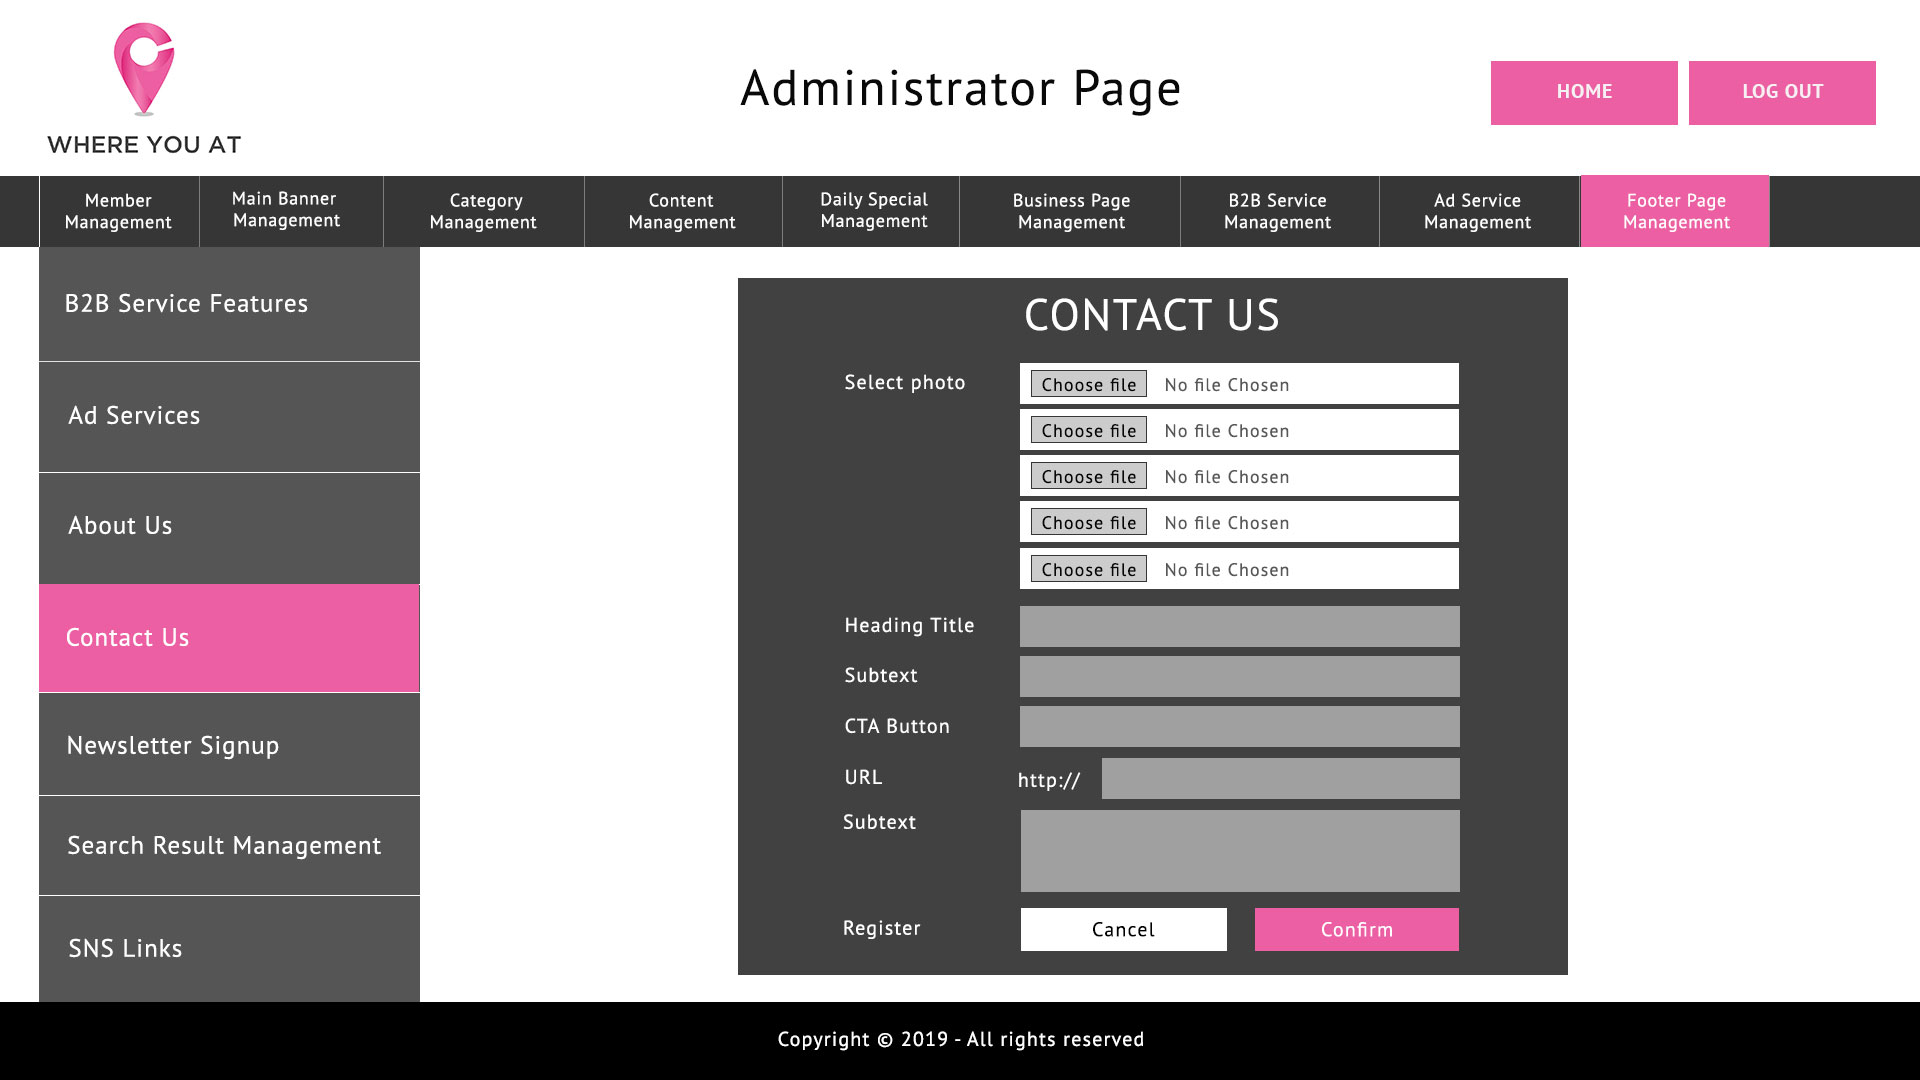 WHERE YOU AT
Administrator Page
HOME
LOG OUT
Member
Management
Main Banner
Management
Category
Management
Content
Management
Daily Special
Management
Business Page
Management
B2B Service
Management
Ad Service
Management
Footer Page
Management
B2B Service Features
Ad Services
About Us
Contact Us
Newsletter Signup
Search Result Management
SNS Links
CONTACT US
Select photo
Choose file No file Chosen
Choose file No file Chosen
Choose file No file Chosen
Choose file No file Chosen
Choose file No file Chosen
Heading Title
Subtext
CTA Button
URL http://
Subtext
Register Cancel Confirm
Copyright © 2019 - All rights reserved